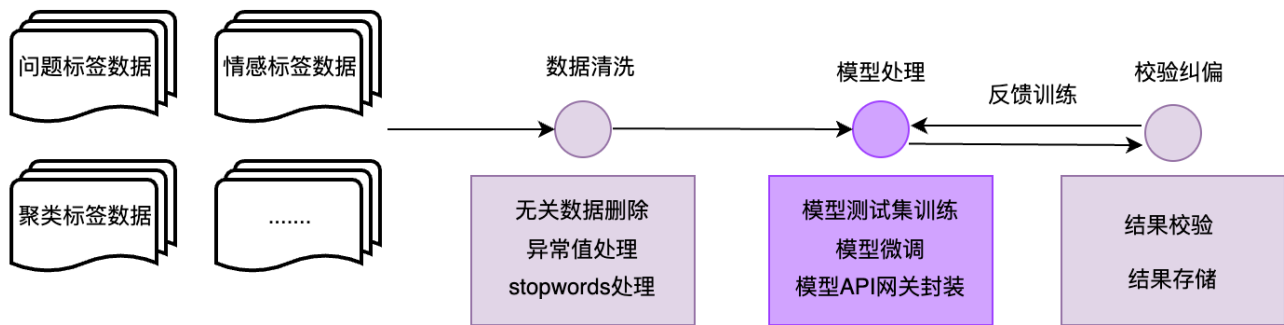 问题标签数据
情感标签数据
聚类标签数据
.......
数据清洗
模型处理
反馈训练
校验纠偏
无关数据删除
异常值处理
stopwords处理
模型测试集训练
模型微调
模型API网关封装
结果校验
结果存储